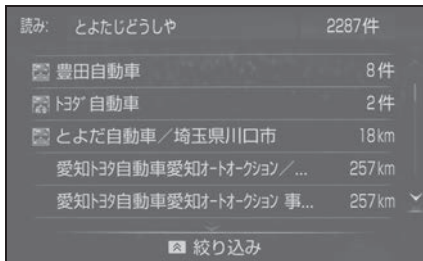 読み: とよたじどうしや 2287件
豊田自動車 8件
ﾄﾖﾀﾞ自動車 2件
とよだ自動車／埼玉県川口市 18km
愛知ﾄﾖﾀ自動車愛知ｵｰﾄｵｰｸｼｮﾝ／... 257km
愛知ﾄﾖﾀ自動車愛知ｵｰﾄｵｰｸｼｮﾝ 事... 257km
絞り込み